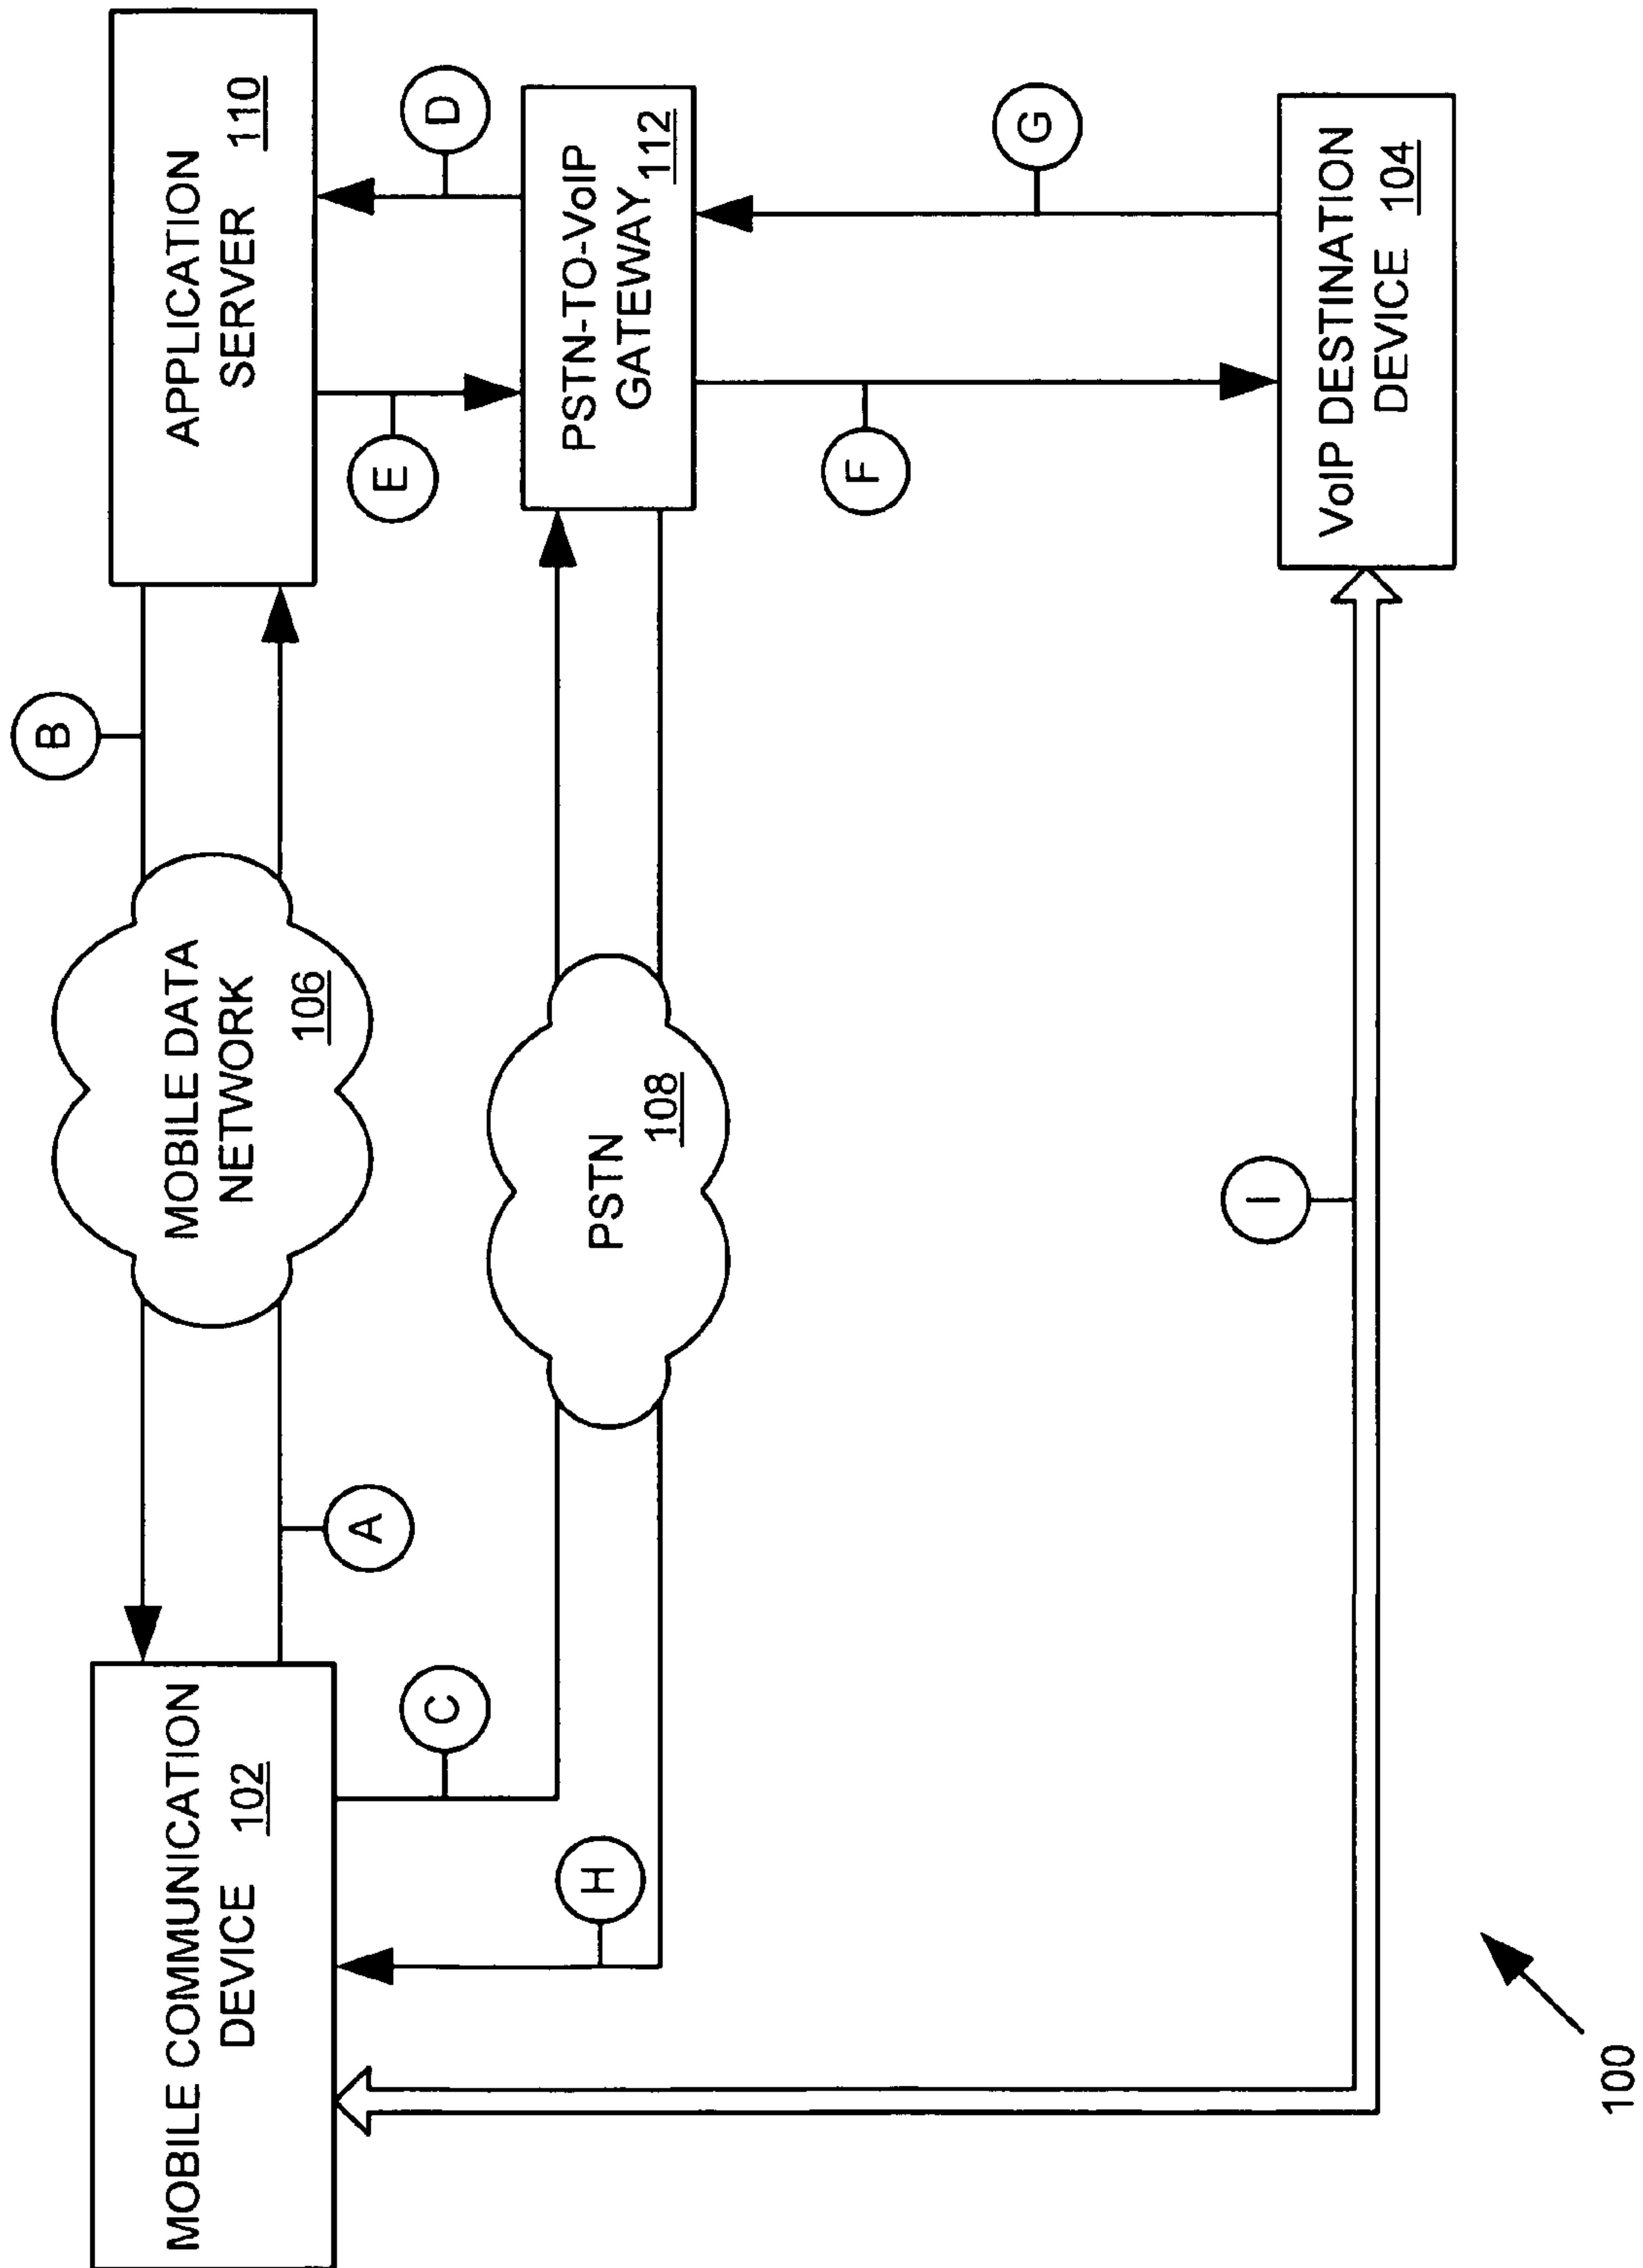 MOBILE COMMUNICATION
DEVICE 102
MOBILE DATA
NETWORK
106
APPLICATION
SERVER 110
B
A
C
H
PSTN
108
D
E
PSTN-TO-VoIP
GATEWAY 112
F
G
I
VoIP DESTINATION
DEVICE 104
100